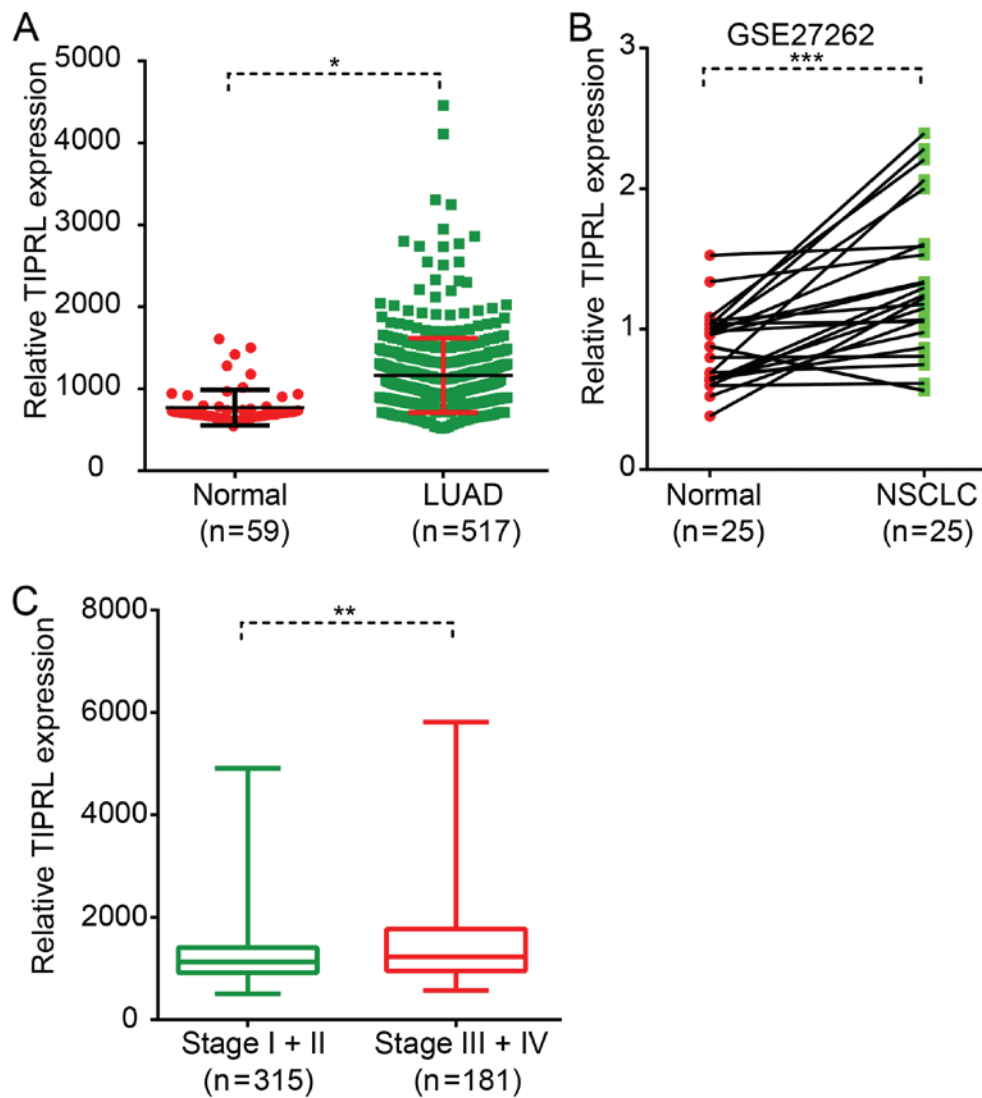 A
Relative TIPRL expression
5000
4000
3000
2000
1000
0
*
Normal
(n=59)
LUAD
(n=517)
B
GSE27262
***
Relative TIPRL expression
3
2
1
0
Normal
(n=25)
NSCLC
(n=25)
C
Relative TIPRL expression
8000
6000
4000
2000
0
**
Stage I + II
(n=315)
Stage III + IV
(n=181)